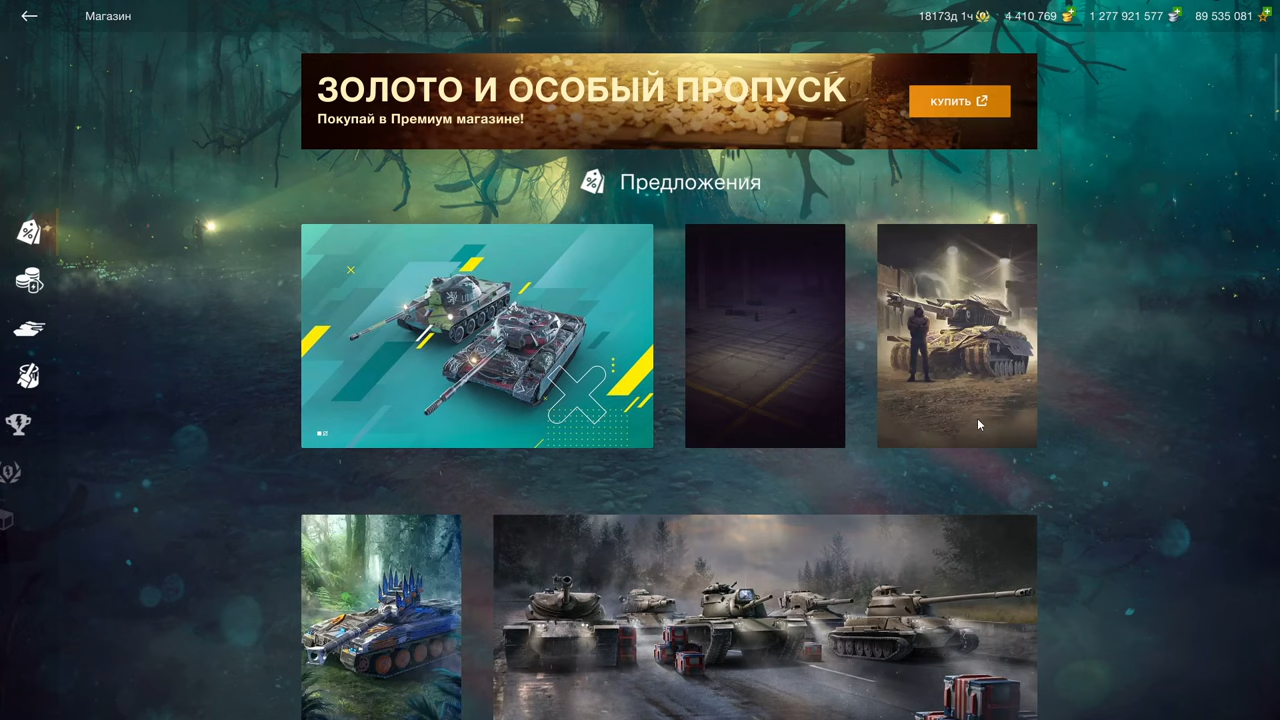 Магазин
18173д 1ч
4 410 769
1 277 921 577
89 535 081
ЗОЛОТО И ОСОБЫЙ ПРОПУСК
Покупай в Премиум магазине!
КУПИТЬ
Предложения